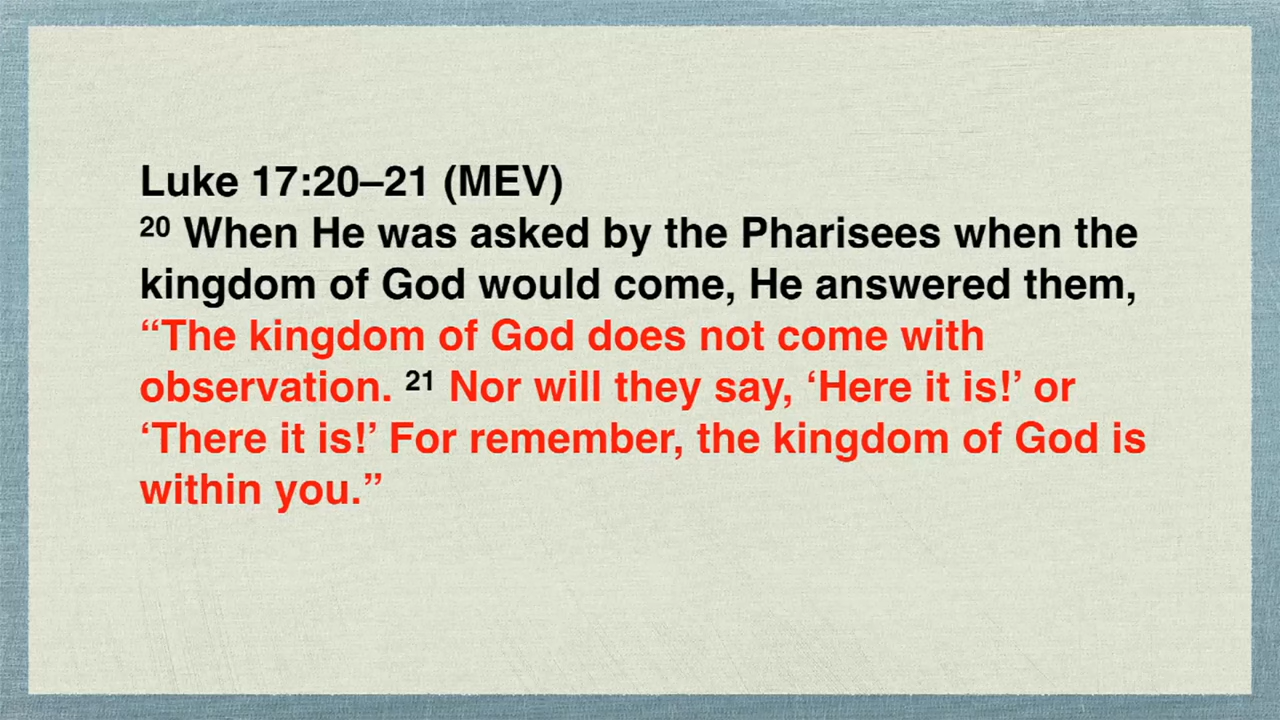 Luke 17:20–21 (MEV)
20 When He was asked by the Pharisees when the
kingdom of God would come, He answered them,
“The kingdom of God does not come with
observation. 21 Nor will they say, ‘Here it is!’ or
‘There it is!’ For remember, the kingdom of God is
within you.”